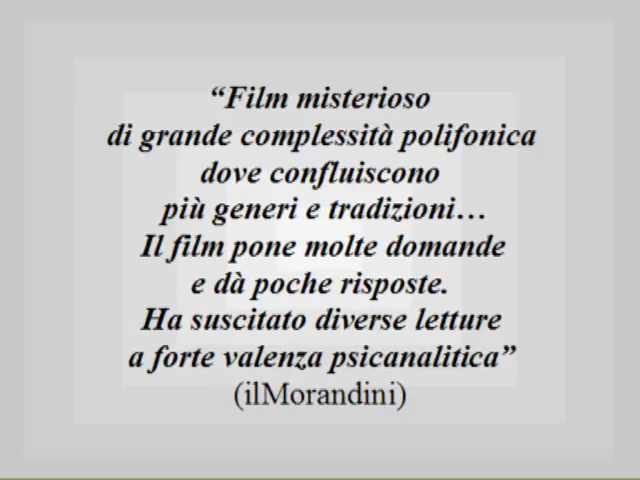 “Film misterioso
di grande complessità polifonica
dove confluiscono
più generi e tradizioni…
Il film pone molte domande
e dà poche risposte.
Ha suscitato diverse letture
a forte valenza psicanalitica”
(ilMorandini)